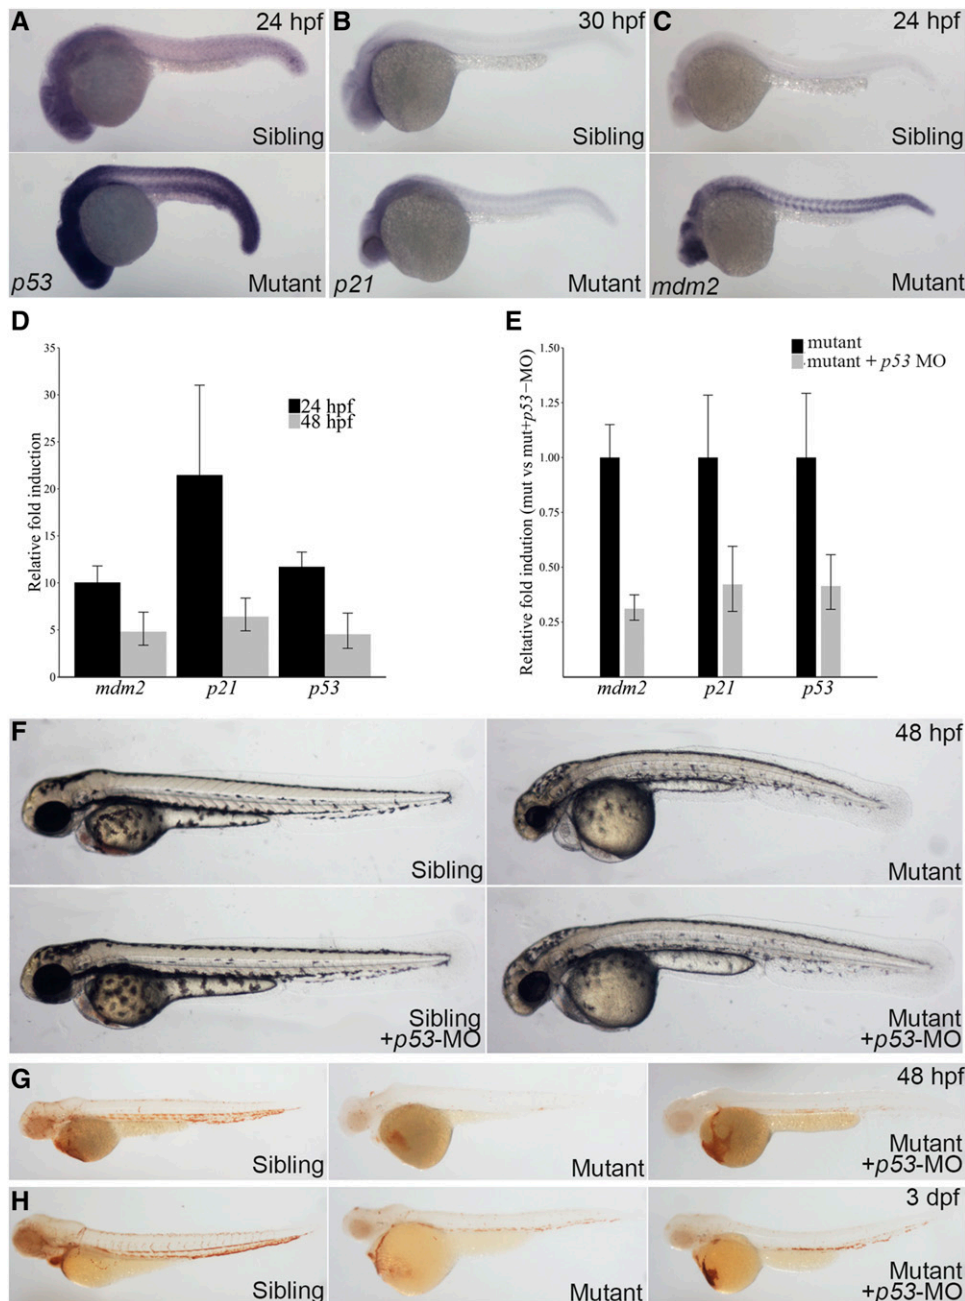 A 24 hpf
B 30 hpf
C 24 hpf
Sibling
Sibling
Sibling
p53 Mutant
p21 Mutant
mdm2 Mutant
D
35
30
25
20
15
10
5
0
Relative fold induction
24 hpf
48 hpf
mdm2 p21 p53
E
1.50
1.25
1.00
0.75
0.50
0.25
Reltative fold indution (mut vs mut+p53−MO)
mutant
mutant + p53 MO
mdm2 p21 p53
F 48 hpf
Sibling
Mutant
Sibling
+p53-MO
Mutant
+p53-MO
G 48 hpf
Sibling
Mutant
Mutant
+p53-MO
H 3 dpf
Sibling
Mutant
Mutant
+p53-MO